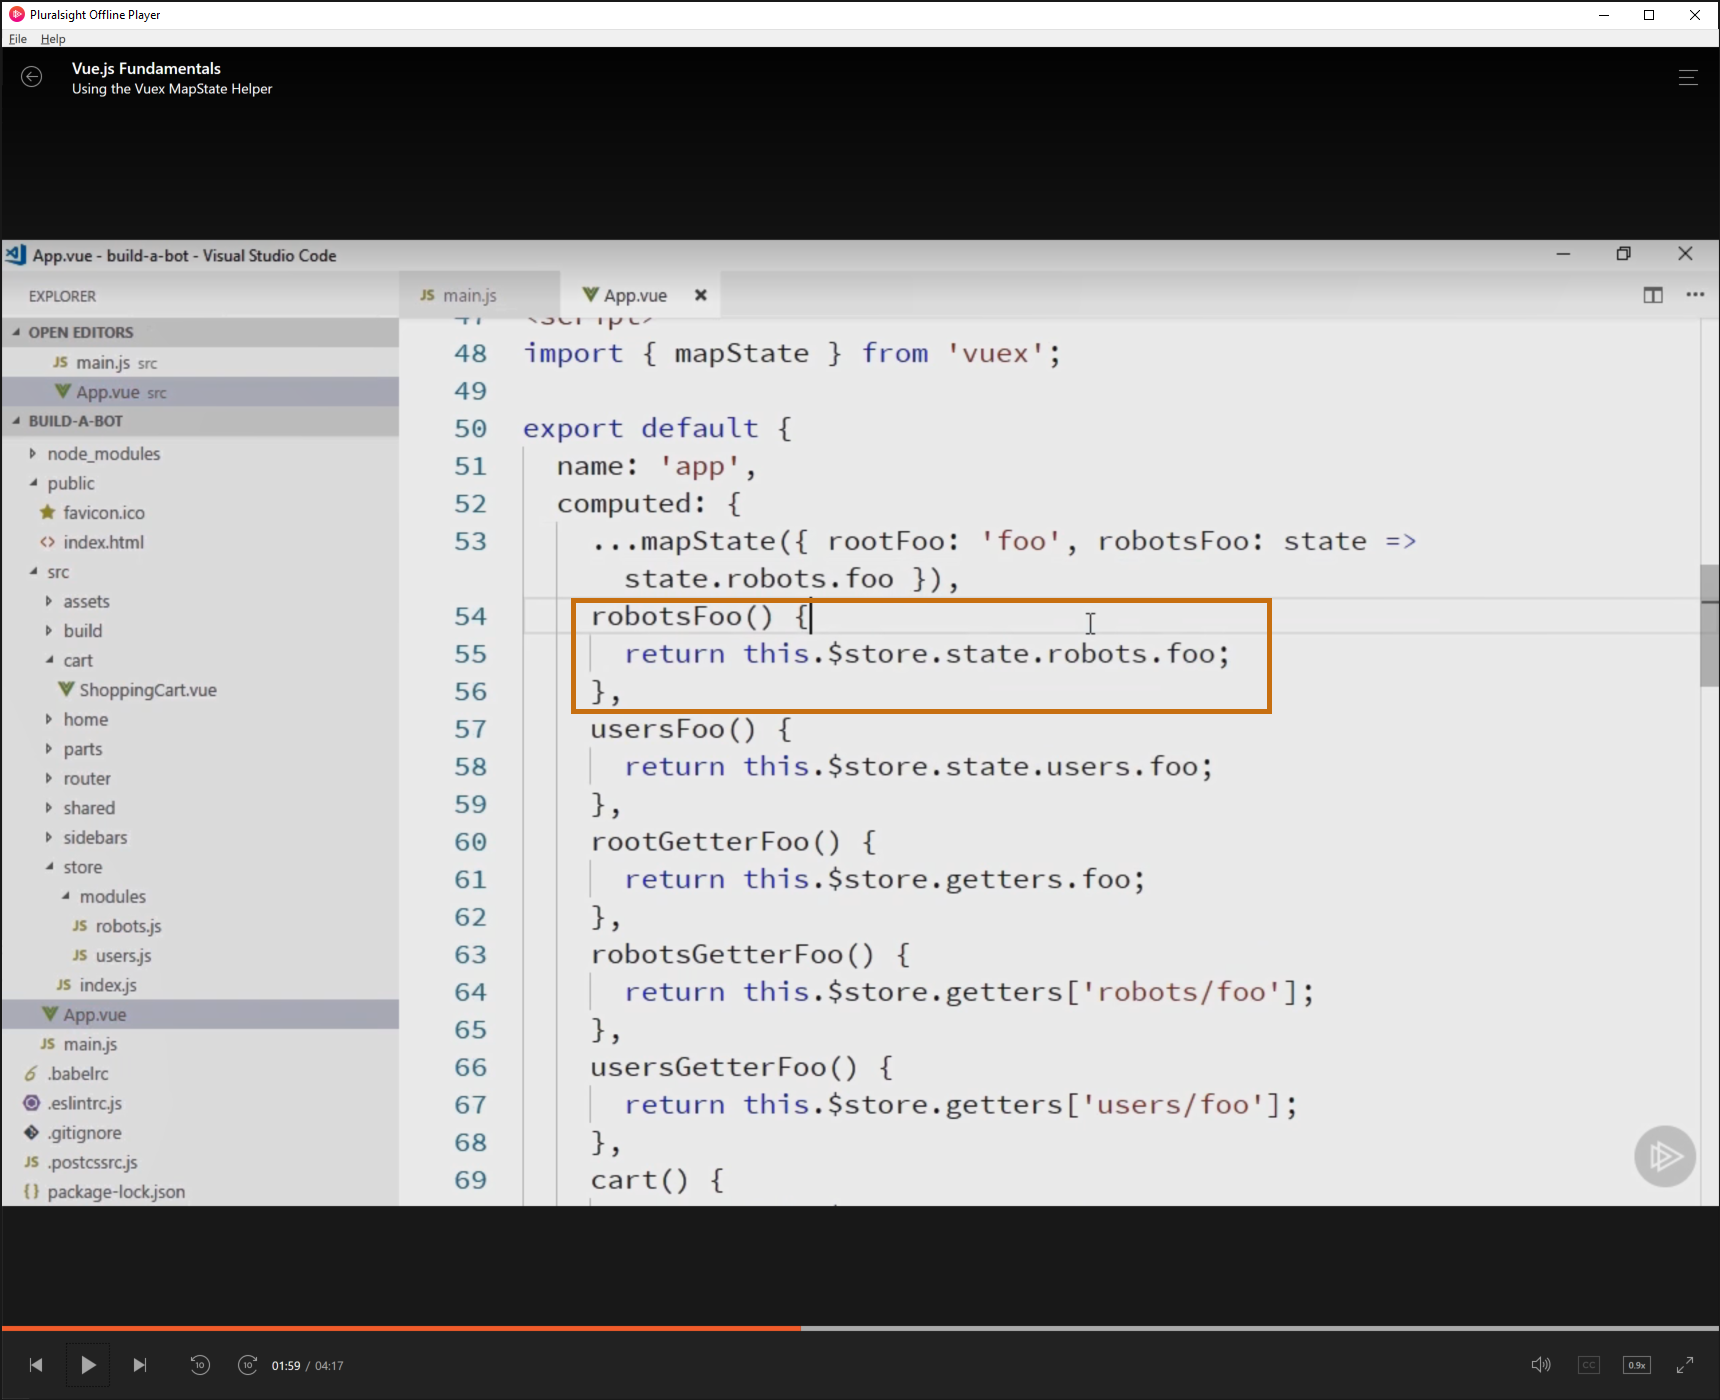 Pluralsight Offline Player
File Help
Vue.js Fundamentals
Using the Vuex MapState Helper
App.vue - build-a-bot - Visual Studio Code
EXPLORER
OPEN EDITORS
JS main.js src
App.vue src
BUILD-A-BOT
node_modules
public
favicon.ico
<> index.html
src
assets
build
cart
ShoppingCart.vue
home
parts
router
shared
sidebars
store
modules
JS robots.js
JS users.js
JS index.js
App.vue
JS main.js
.babelrc
.eslintrc.js
.gitignore
JS .postcssrc.js
{} package-lock.json
JS main.js
App.vue
47 <script>
48 import { mapState } from 'vuex';
49
50 export default {
51 name: 'app',
52 computed: {
53 ...mapState({ rootFoo: 'foo', robotsFoo: state =>
state.robots.foo }),
54 robotsFoo() {
55 return this.$store.state.robots.foo;
56 },
57 usersFoo() {
58 return this.$store.state.users.foo;
59 },
60 rootGetterFoo() {
61 return this.$store.getters.foo;
62 },
63 robotsGetterFoo() {
64 return this.$store.getters['robots/foo'];
65 },
66 usersGetterFoo() {
67 return this.$store.getters['users/foo'];
68 },
69 cart() {
10 10 01:59 / 04:17
CC 0.9x